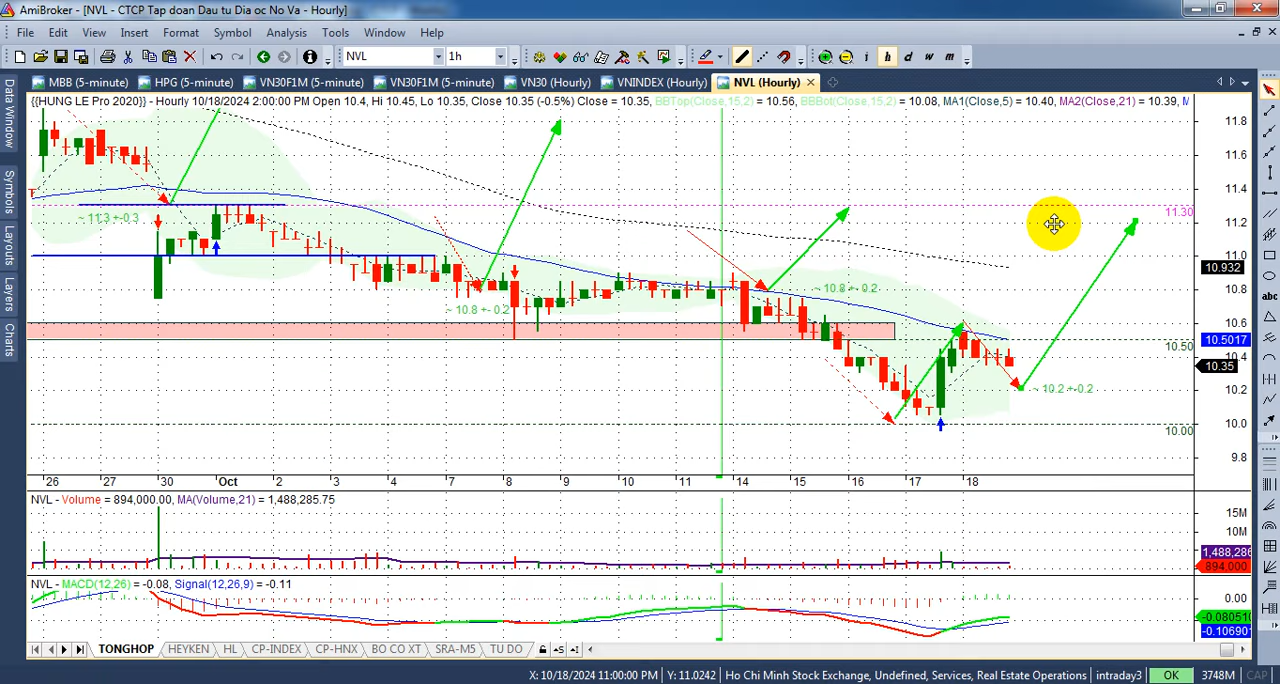 AmiBroker - [NVL - CTCP Tap doan Dau tu Dia oc No Va - Hourly]
File Edit View Insert Format Symbol Analysis Tools Window Help
NVL 1h i h d w m
MBB (5-minute) HPG (5-minute) VN30F1M (5-minute) VN30F1M (5-minute) VN30 (Hourly) VNINDEX (Hourly) NVL (Hourly)
Data Window
Symbols
Layouts
Layers
Charts
{{HUNG LE Pro 2020}} - Hourly 10/18/2024 2:00:00 PM Open 10.4, Hi 10.45, Lo 10.35, Close 10.35 (-0.5%) Close = 10.35, BBTop(Close,15.2) = 10.56, BBBot(Close,15.2) = 10.08, MA1(Close,5) = 10.40, MA2(Close,21) = 10.39, M
11.8
11.6
11.4
11.30
11.2
11.0
10.932
10.8
10.6
10.5017
10.50
10.4
10.35
10.2
10.0
10.00
9.8
~ 11.3 +-0.3
~ 10.8 +- 0.2
~ 10.8 +-0.2
~ 10.2 +-0.2
26 27 30 Oct 2 3 4 7 8 9 10 11 14 15 16 17 18
NVL - Volume = 894,000.00, MA(Volume,21) = 1,488,285.75
15M
10M
1,488,286
894,000
NVL - MACD(12,26) = -0.08, Signal(12,26,9) = -0.11
0.00
-0.080510
-0.10690
TONGHOP HEYKEN HL CP-INDEX CP-HNX BO CO XT SRA-M5 TU DO
X: 10/18/2024 11:00:00 PM Y: 11.0242 Ho Chi Minh Stock Exchange, Undefined, Services, Real Estate Operations intraday3 OK 3748M CAP
abc